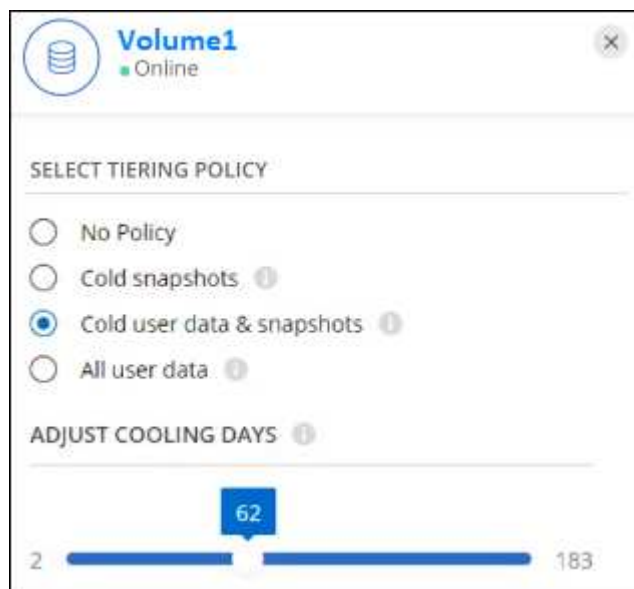 Volume1
Online
SELECT TIERING POLICY
No Policy
Cold snapshots
Cold user data & snapshots
All user data
ADJUST COOLING DAYS
62
2 183